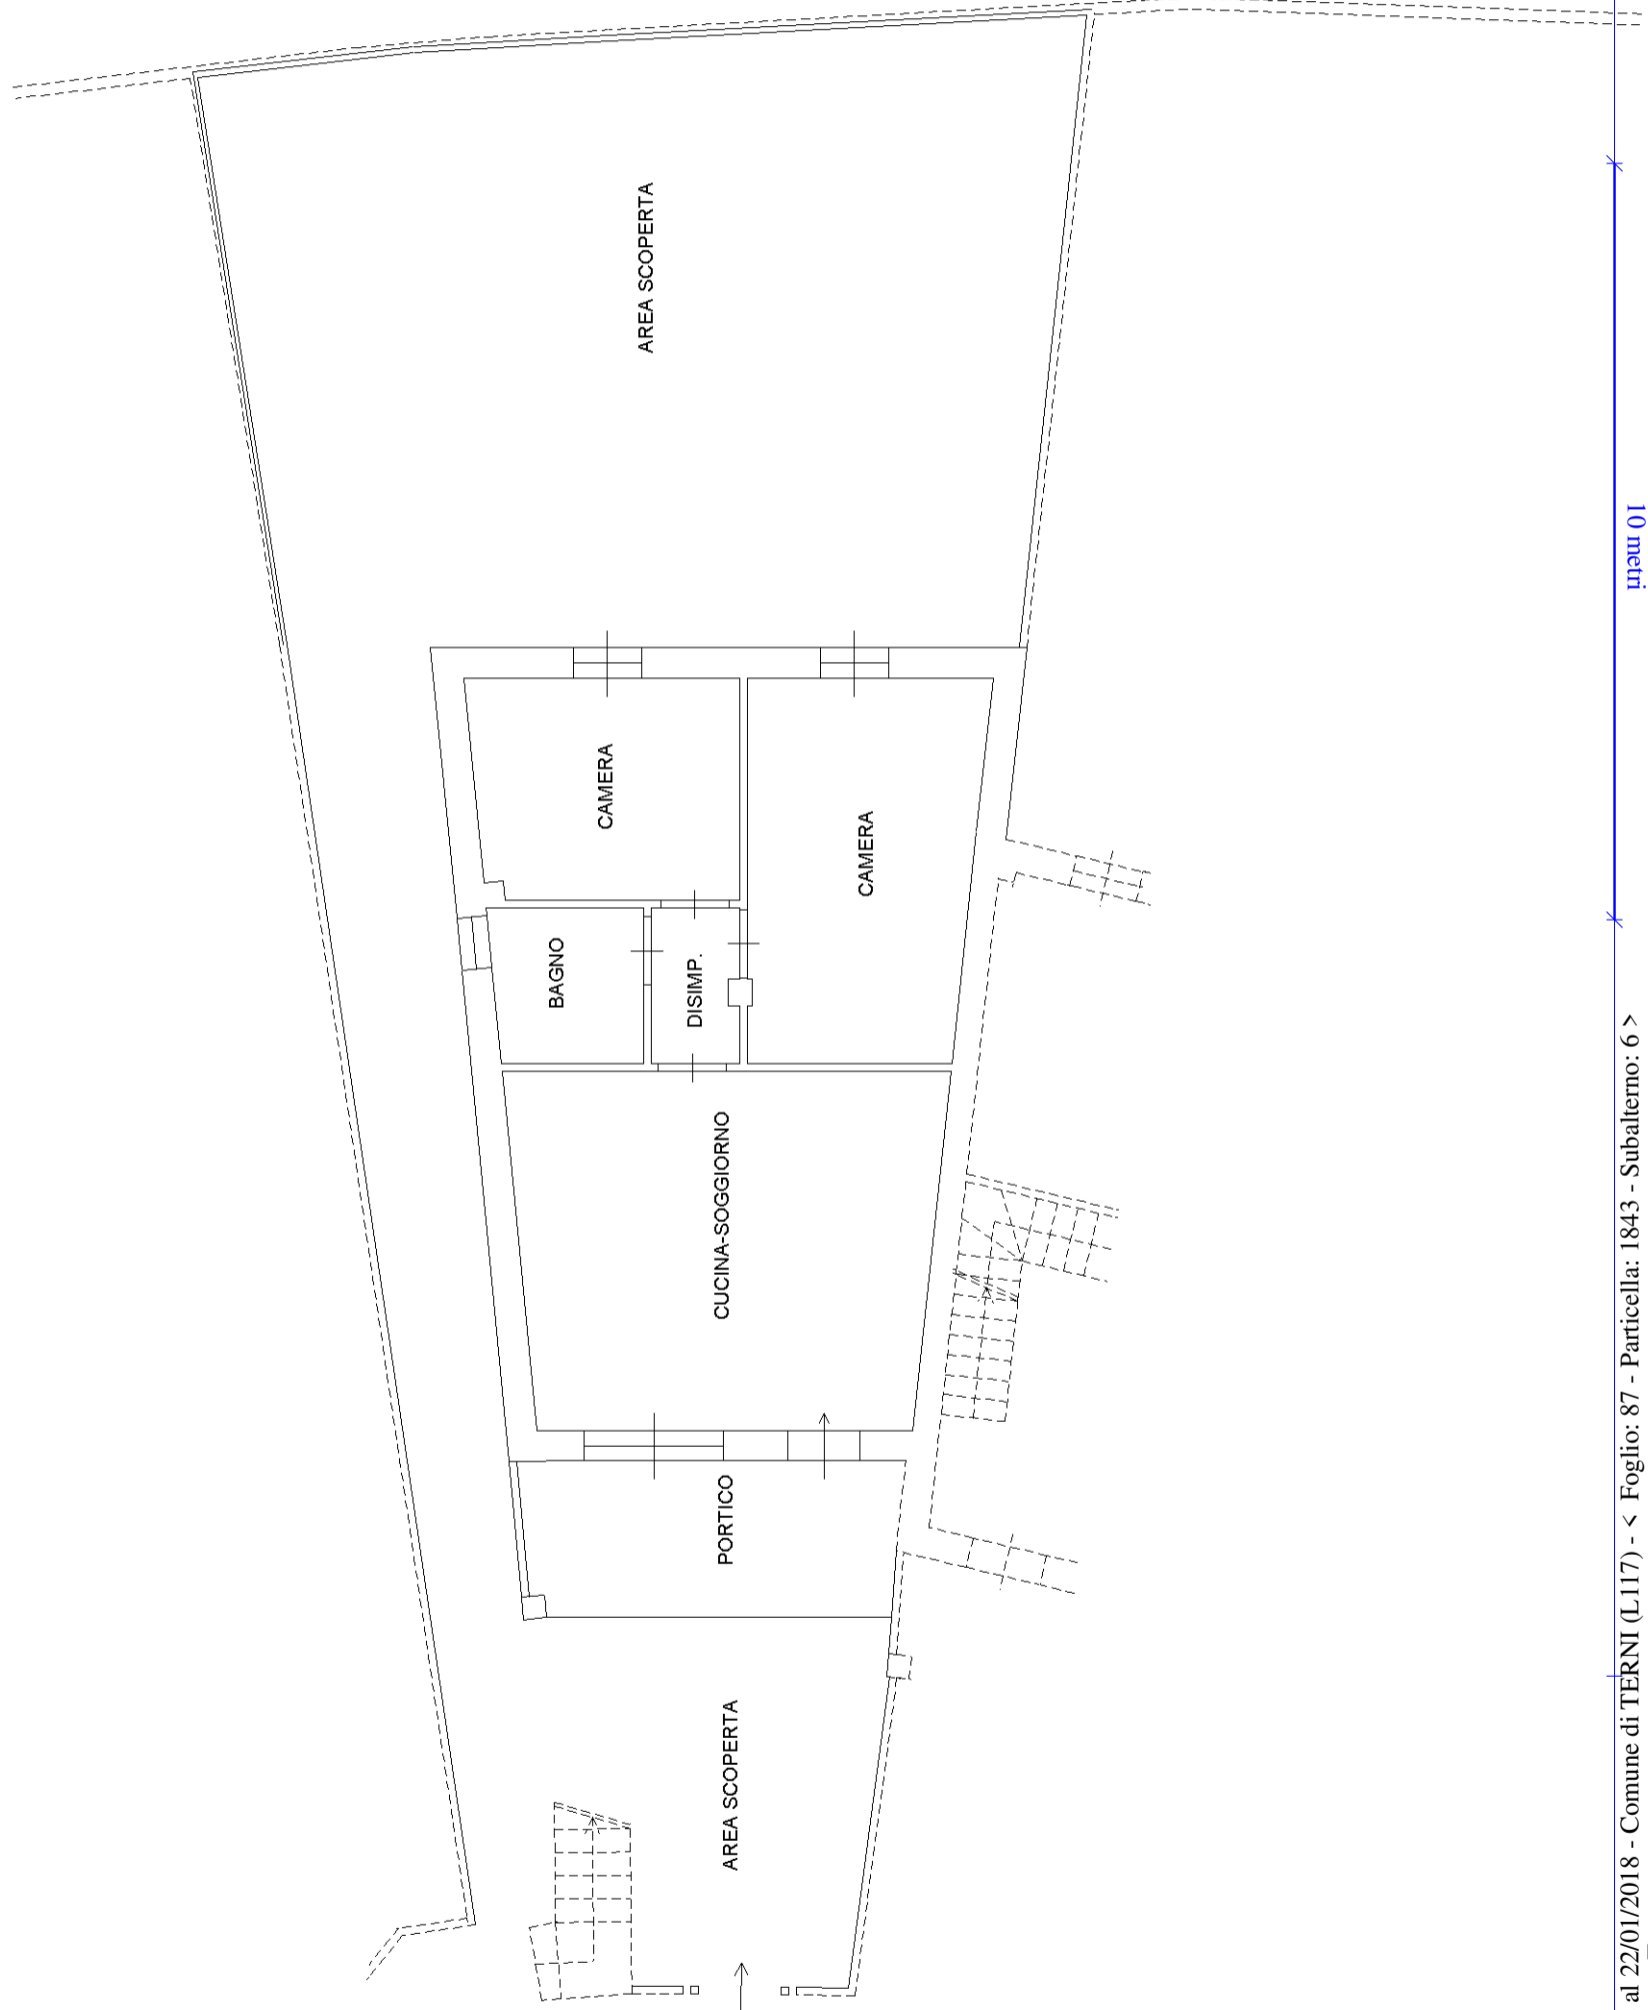 AREA SCOPERTA
CAMERA
CAMERA
BAGNO
DISIMP.
CUCINA-SOGGIORNO
PORTICO
AREA SCOPERTA
10 metri
al 22/01/2018 - Comune di TERNI (L117) - < Foglio: 87 - Particella: 1843 - Subalterno: 6 >